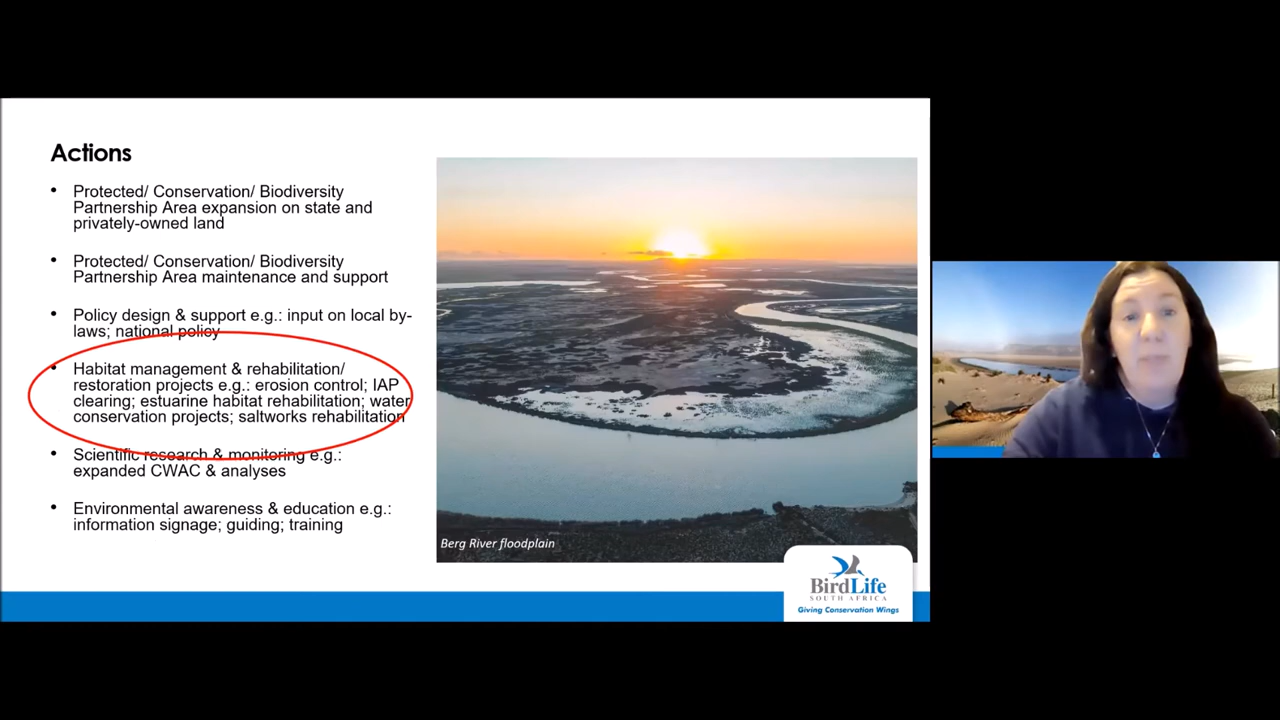 Actions
• Protected/ Conservation/ Biodiversity
Partnership Area expansion on state and
privately-owned land
• Protected/ Conservation/ Biodiversity
Partnership Area maintenance and support
• Policy design & support e.g.: input on local by-
laws; national policy
• Habitat management & rehabilitation/
restoration projects e.g.: erosion control; IAP
clearing; estuarine habitat rehabilitation; water
conservation projects; saltworks rehabilitation
• Scientific research & monitoring e.g.:
expanded CWAC & analyses
• Environmental awareness & education e.g.:
information signage; guiding; training
Berg River floodplain
BirdLife
SOUTH AFRICA
Giving Conservation Wings